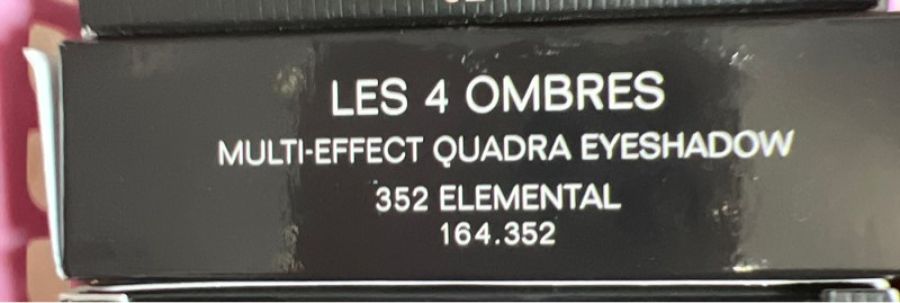 LES 4 OMBRES
MULTI-EFFECT QUADRA EYESHADOW
352 ELEMENTAL
164.352